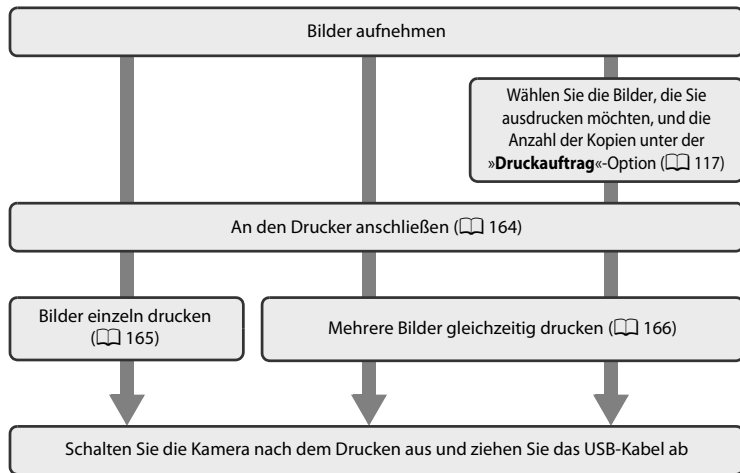 Bilder aufnehmen
Wählen Sie die Bilder, die Sie
ausdrucken möchten, und die
Anzahl der Kopien unter der
»Druckauftrag«-Option (📖 117)
An den Drucker anschließen (📖 164)
Bilder einzeln drucken
(📖 165)
Mehrere Bilder gleichzeitig drucken (📖 166)
Schalten Sie die Kamera nach dem Drucken aus und ziehen Sie das USB-Kabel ab